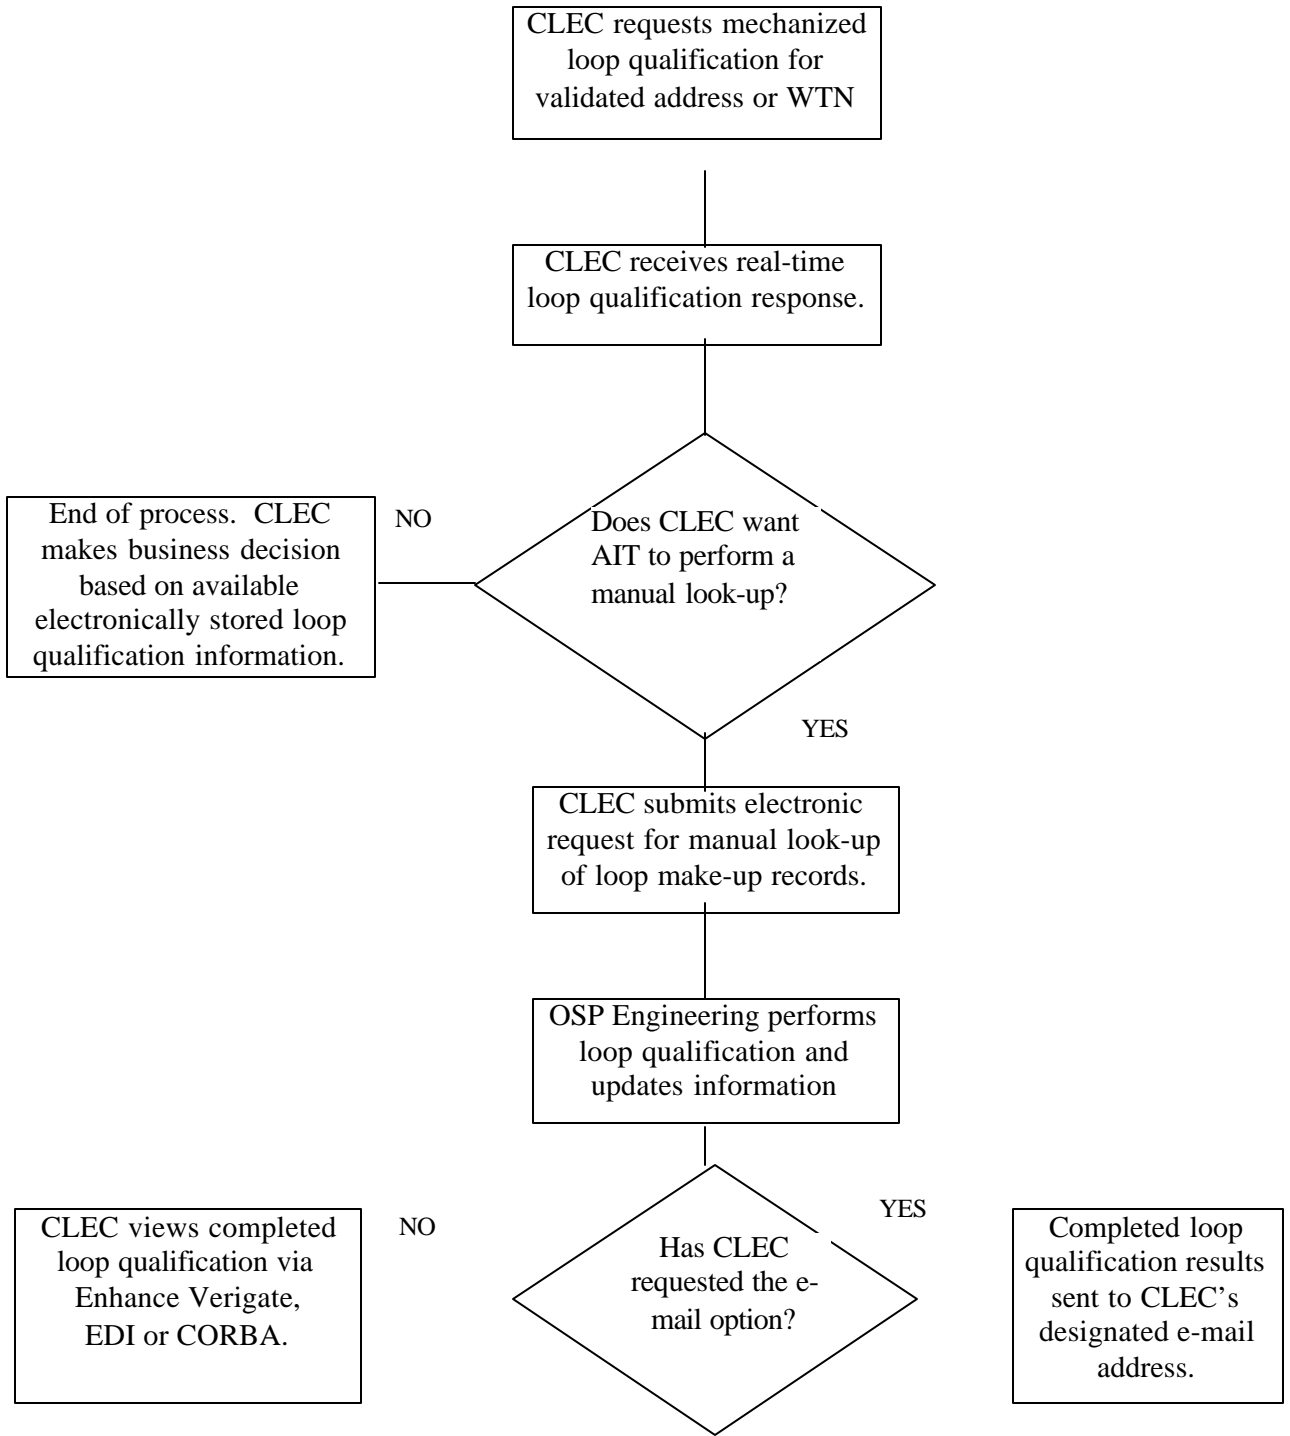 CLEC requests mechanized
loop qualification for
validated address or WTN
CLEC receives real-time
loop qualification response.
End of process.  CLEC
makes business decision
based on available
electronically stored loop
qualification information.
NO
Does CLEC want
AIT to perform a
manual look-up?
YES
CLEC submits electronic
request for manual look-up
of loop make-up records.
OSP Engineering performs
loop qualification and
updates information
CLEC views completed
loop qualification via
Enhance Verigate,
EDI or CORBA.
NO
Has CLEC
requested the e-
mail option?
YES
Completed loop
qualification results
sent to CLEC’s
designated e-mail
address.